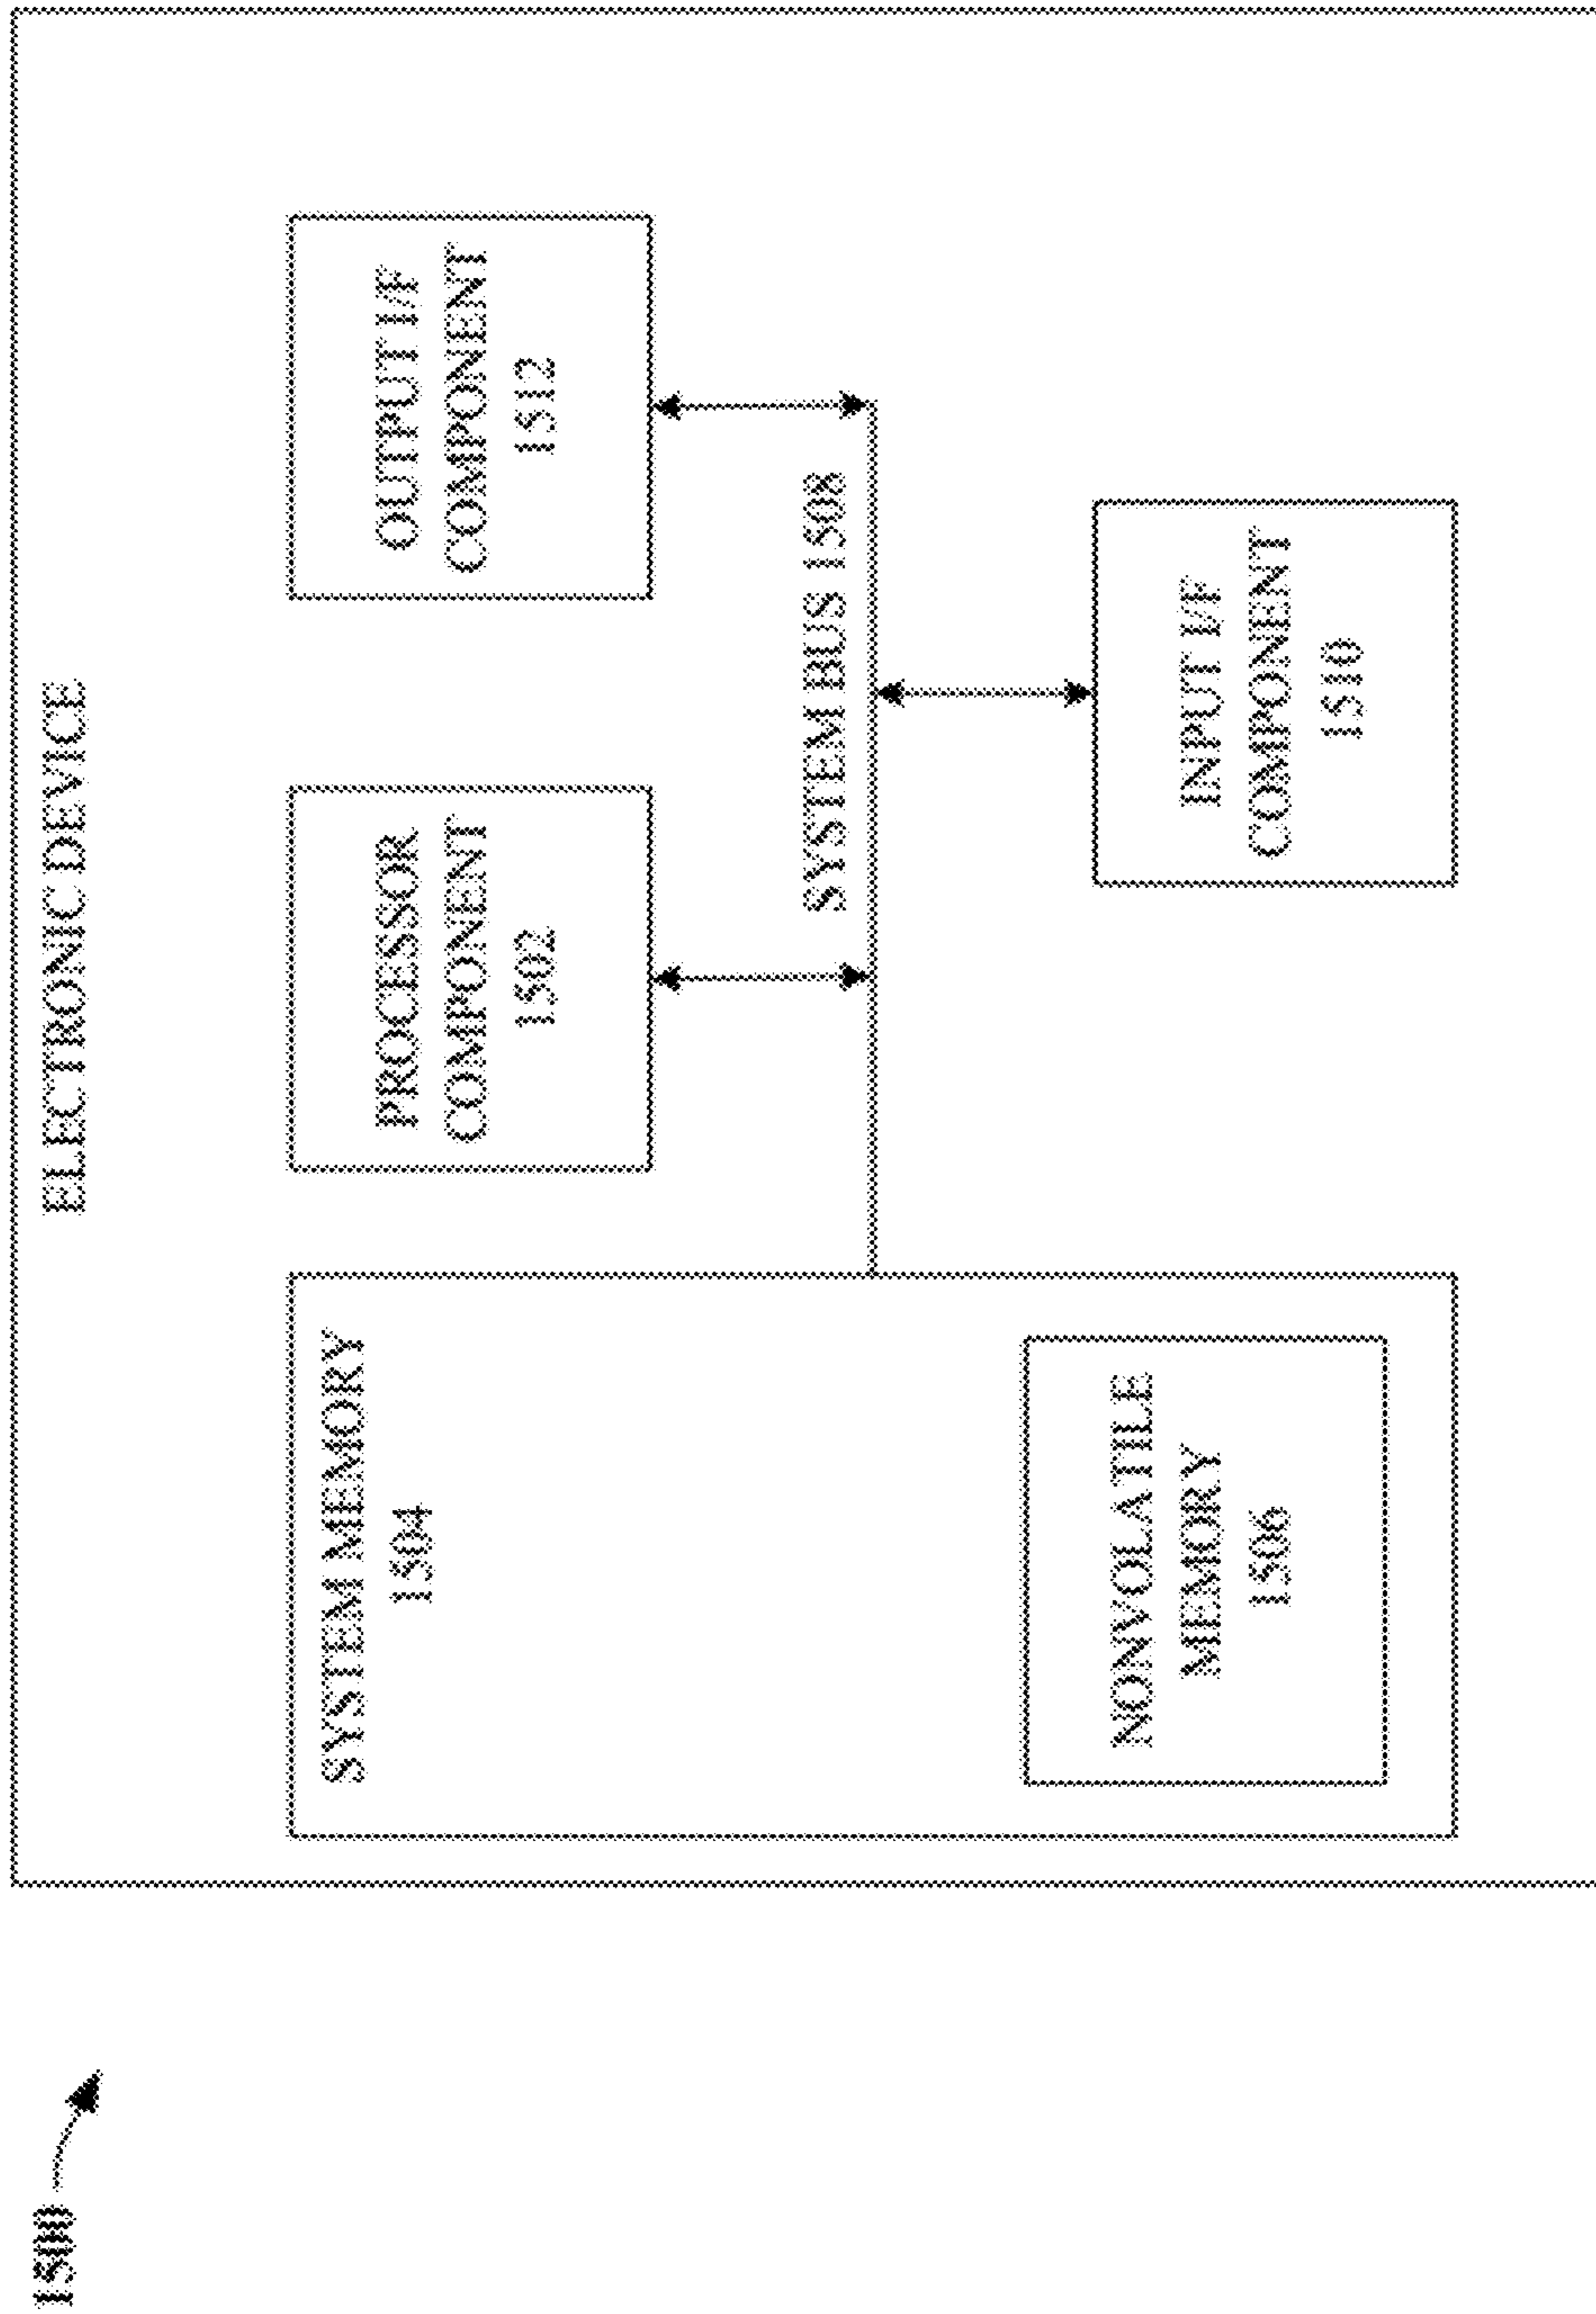 1500
ELECTRONIC DEVICE
SYSTEM MEMORY
1504
NONVOLATILE
MEMORY
1506
PROCESSOR
COMPONENT
1502
OUTPUT I/F
COMPONENT
1512
SYSTEM BUS 1508
INPUT I/F
COMPONENT
1510